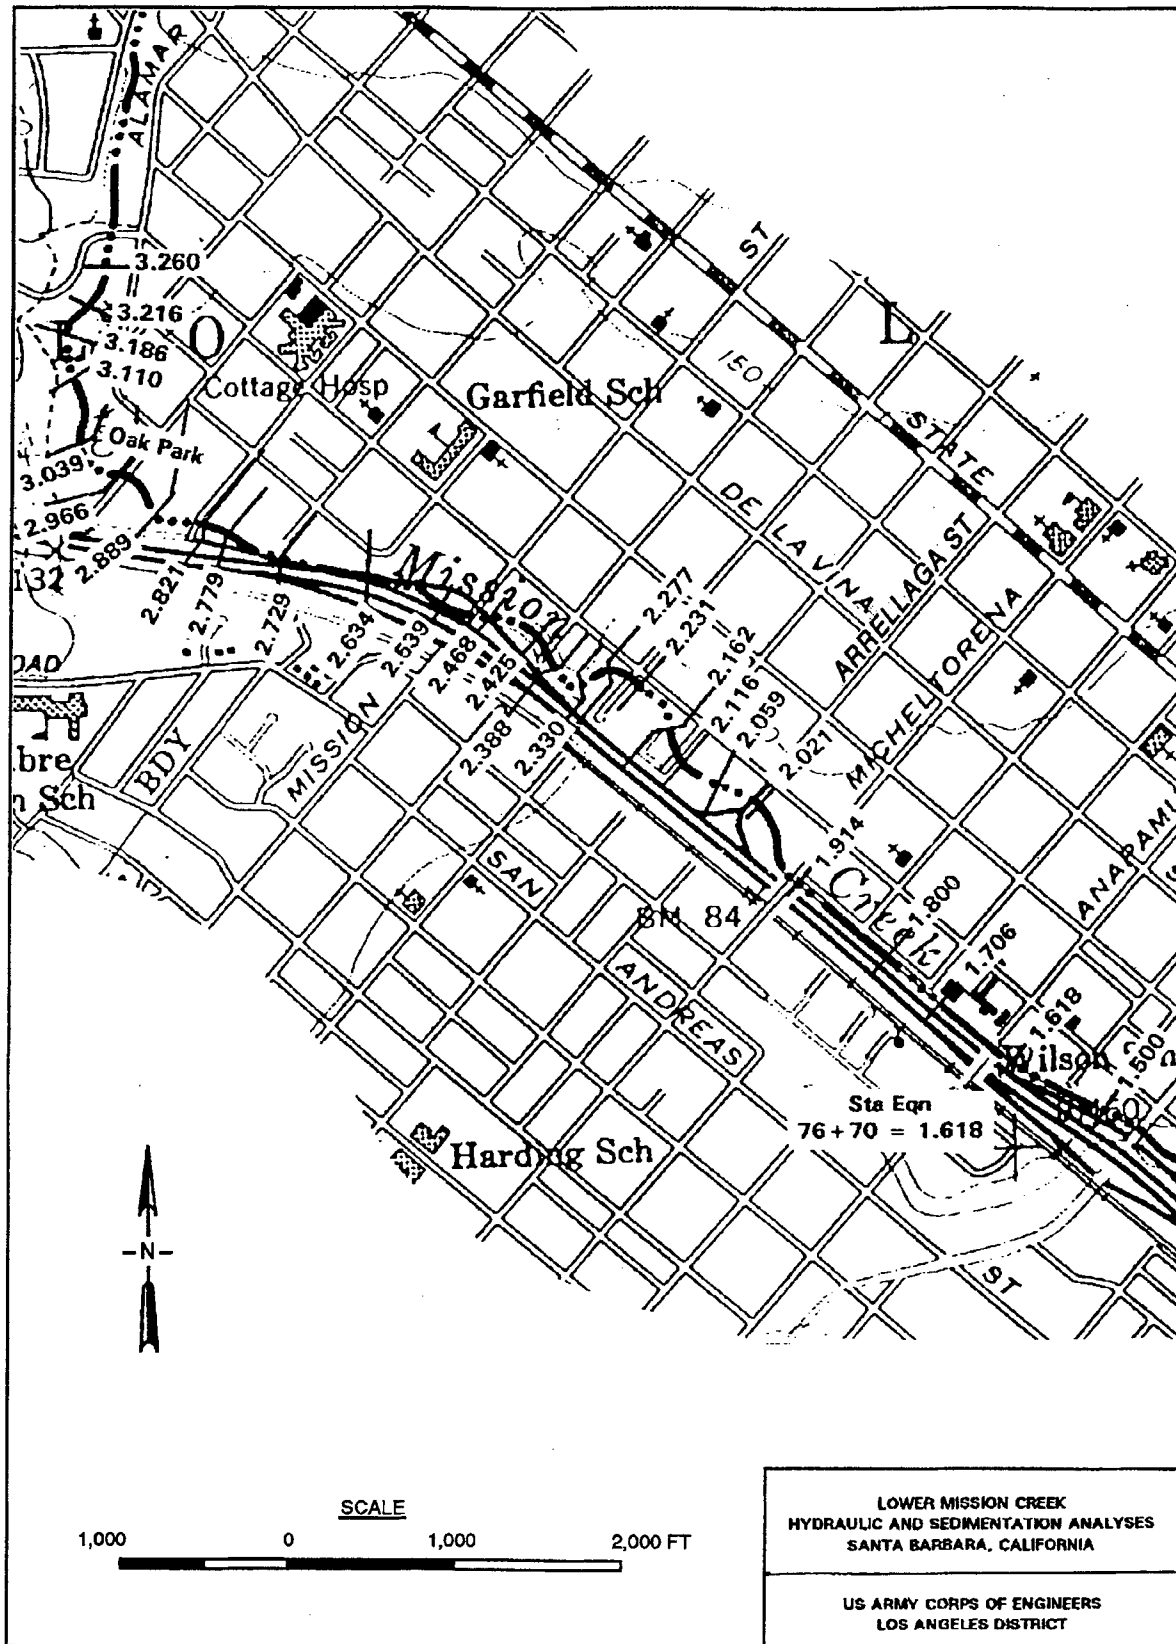 ALAMAR
3.260
3.216
3.186
3.110
O
L
Cottage Hosp
Garfield Sch
150
ST
STATE
Oak Park
3.039
2.966
2.889
2.821
2.779
2.729
2.634
2.539
2.468
2.425
2.388
2.330
2.277
2.231
2.162
2.116
2.059
2.021
1.914
1.800
1.706
1.618
1.500
Mission
Creek
DE LA VINA
ARRELLAGA ST
MACHELTORENA
ANAPAMU
132
OAD
bre
n Sch
BDY
MISSION
SAN
ANDREAS
ST
BM 84
Wilson
Sta Eqn
76+70 = 1.618
Harding Sch
-N-
SCALE
1,000 0 1,000 2,000 FT
LOWER MISSION CREEK
HYDRAULIC AND SEDIMENTATION ANALYSES
SANTA BARBARA, CALIFORNIA
US ARMY CORPS OF ENGINEERS
LOS ANGELES DISTRICT